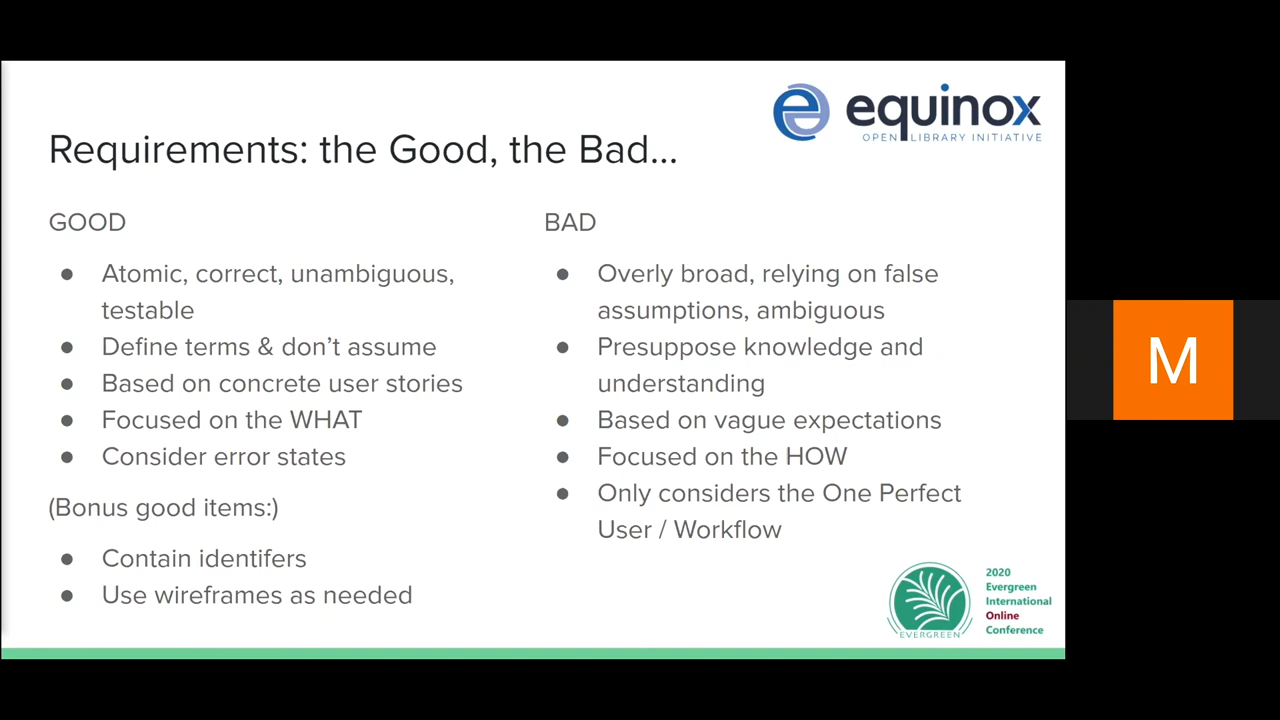 equinox
OPEN LIBRARY INITIATIVE
Requirements: the Good, the Bad...
GOOD
● Atomic, correct, unambiguous,
testable
● Define terms & don't assume
● Based on concrete user stories
● Focused on the WHAT
● Consider error states
(Bonus good items:)
● Contain identifers
● Use wireframes as needed
BAD
● Overly broad, relying on false
assumptions, ambiguous
● Presuppose knowledge and
understanding
● Based on vague expectations
● Focused on the HOW
● Only considers the One Perfect
User / Workflow
EVERGREEN
2020
Evergreen
International
Online
Conference
M